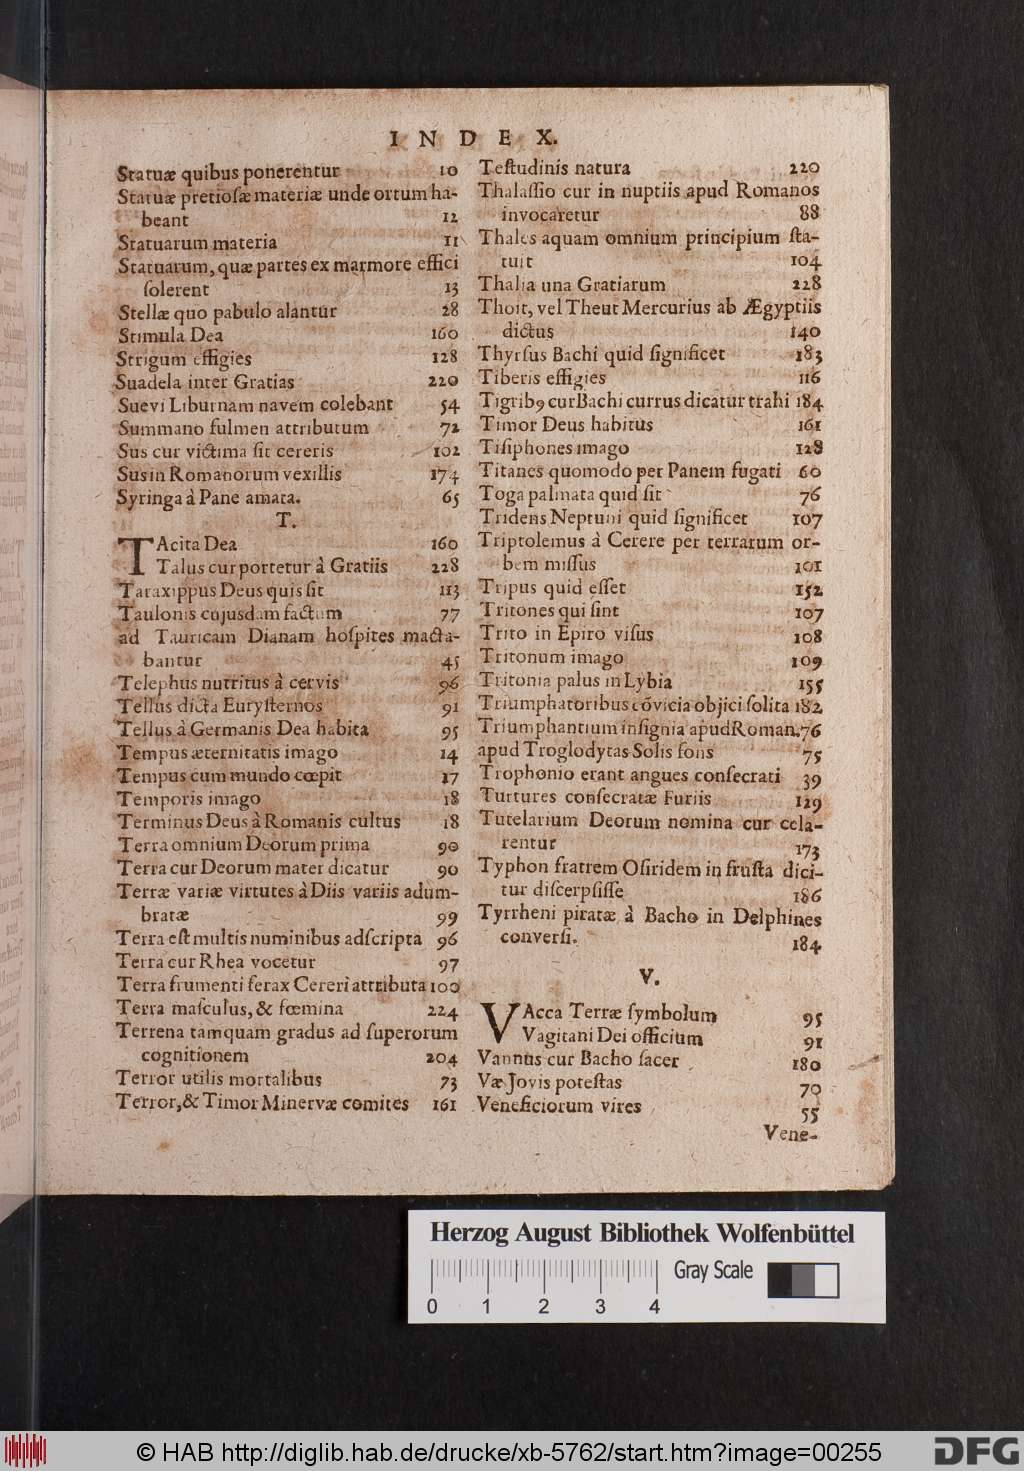 INDEX.
Statuæ quibus ponerentur 10
Statuæ pretiosæ materiæ unde ortum ha-
beant 12
Statuarum materia 11
Statuarum, quæ partes ex marmore effici
ſolerent 13
Stellæ quo pabulo alantur 28
Stimula Dea 160
Strigum effigies 128
Suadela inter Gratias 220
Suevi Liburnam navem colebant 54
Summano fulmen attributum 72
Sus cur victima ſit cereris 102
Sus in Romanorum vexillis 174
Syringa à Pane amata. 65
T.
TAcita Dea 160
Talus cur portetur à Gratiis 228
Taraxippus Deus quis ſit 113
Taulonis cujusdam factum 77
ad Tauricam Dianam hoſpites macta-
bantur 45
Telephus nutritus à cervis 96
Tellus dicta Euryſternos 91
Tellus à Germanis Dea habita 95
Tempus æternitatis imago 14
Tempus cum mundo cœpit 17
Temporis imago 18
Terminus Deus à Romanis cultus 18
Terra omnium Deorum prima 90
Terra cur Deorum mater dicatur 90
Terræ variæ virtutes à Diis variis adum-
bratæ 99
Terra eſt multis numinibus adſcripta 96
Terra cur Rhea vocetur 97
Terra frumenti ferax Cereri attributa 100
Terra maſculus, & fœmina 224
Terrena tamquam gradus ad ſuperorum
cognitionem 204
Terror utilis mortalibus 73
Terror, & Timor Minervæ comites 161
Teſtudinis natura 220
Thalaſſio cur in nuptiis apud Romanos
invocaretur 88
Thales aquam omnium principium ſta-
tuit 104
Thalia una Gratiarum 228
Thoit, vel Theut Mercurius ab Ægyptiis
dictus 140
Thyrſus Bachi quid ſignificet 183
Tiberis effigies 116
Tigribꝰ cur Bachi currus dicatur trahi 184
Timor Deus habitus 161
Tiſiphones imago 128
Titanes quomodo per Panem fugati 60
Toga palmata quid ſit 76
Tridens Neptuni quid ſignificet 107
Triptolemus à Cerere per terrarum or-
bem miſſus 101
Tripus quid eſſet 152
Tritones qui ſint 107
Trito in Epiro viſus 108
Tritonum imago 109
Tritonia palus in Lybia 155
Triumphatoribus cōvicia objici ſolita 182
Triumphantium inſignia apud Roman. 76
apud Troglodytas Solis fons 75
Trophonio erant angues conſecrati 39
Turtures conſecratæ Furiis 129
Tutelarium Deorum nomina cur cela-
rentur 173
Typhon fratrem Oſiridem in fruſta dici-
tur diſcerpſiſſe 186
Tyrrheni piratæ à Bacho in Delphines
converſi. 184
V.
VAcca Terræ ſymbolum 95
Vagitani Dei officium 91
Vannus cur Bacho ſacer 180
Væ Jovis poteſtas 70
Veneficiorum vires 55
Vene-
Herzog August Bibliothek Wolfenbüttel
Gray Scale
0 1 2 3 4
© HAB http://diglib.hab.de/drucke/xb-5762/start.htm?image=00255
DFG